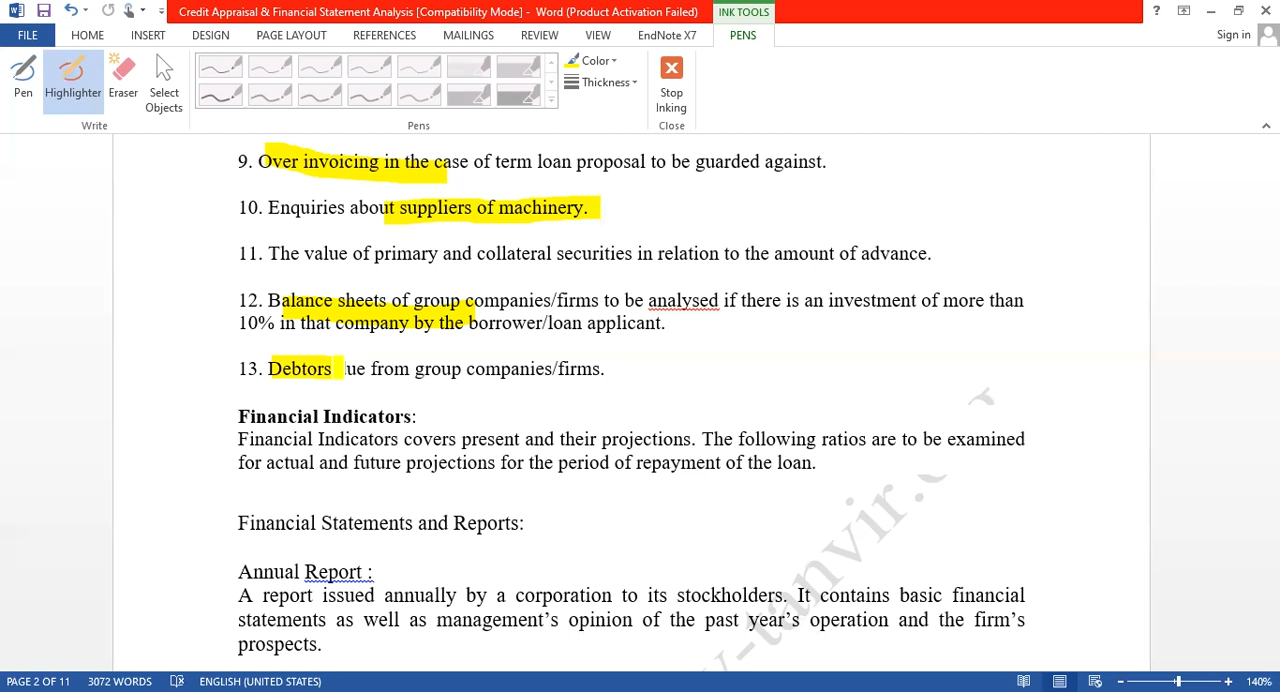 Credit Appraisal & Financial Statement Analysis [Compatibility Mode] - Word (Product Activation Failed)
INK TOOLS
?
FILE
HOME
INSERT
DESIGN
PAGE LAYOUT
REFERENCES
MAILINGS
REVIEW
VIEW
EndNote X7
PENS
Sign in
Pen
Highlighter
Eraser
Select
Objects
Color
Thickness
Stop
Inking
Write
Pens
Close
9. Over invoicing in the case of term loan proposal to be guarded against.
10. Enquiries about suppliers of machinery.
11. The value of primary and collateral securities in relation to the amount of advance.
12. Balance sheets of group companies/firms to be analysed if there is an investment of more than
10% in that company by the borrower/loan applicant.
13. Debtors due from group companies/firms.
Financial Indicators:
Financial Indicators covers present and their projections. The following ratios are to be examined
for actual and future projections for the period of repayment of the loan.
Financial Statements and Reports:
Annual Report :
A report issued annually by a corporation to its stockholders. It contains basic financial
statements as well as management’s opinion of the past year’s operation and the firm’s
prospects.
y-tanvir.
PAGE 2 OF 11
3072 WORDS
ENGLISH (UNITED STATES)
140%